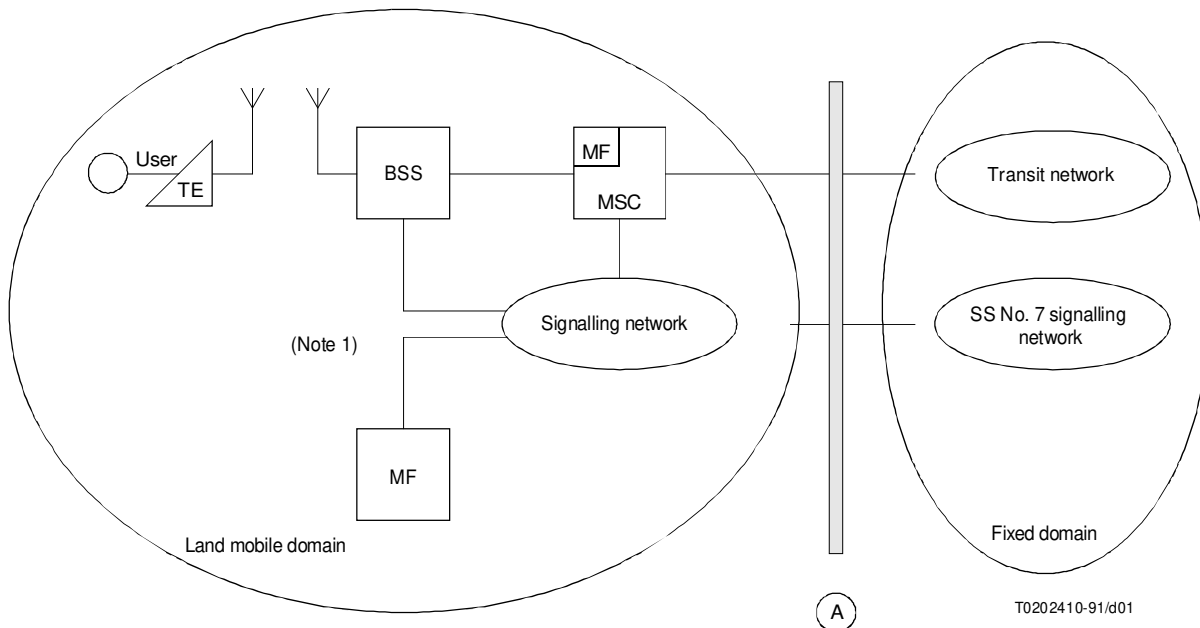 User
TE
BSS
MF
MSC
Transit network
Signalling network
SS No. 7 signalling
network
(Note 1)
MF
Land mobile domain
Fixed domain
A
T0202410-91/d01